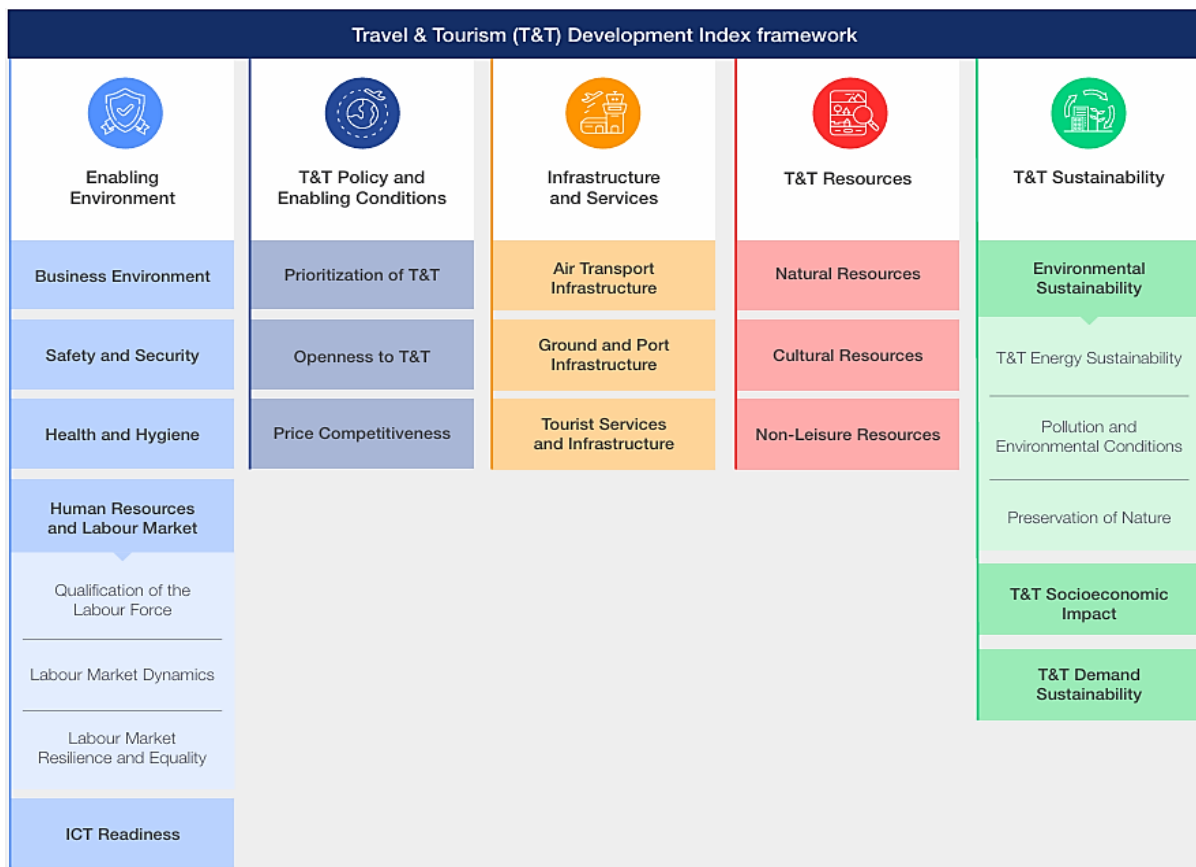 Travel & Tourism (T&T) Development Index framework
Enabling
Environment
Business Environment
Safety and Security
Health and Hygiene
Human Resources
and Labour Market
Qualification of the
Labour Force
Labour Market Dynamics
Labour Market
Resilience and Equality
ICT Readiness
T&T Policy and
Enabling Conditions
Prioritization of T&T
Openness to T&T
Price Competitiveness
Infrastructure
and Services
Air Transport
Infrastructure
Ground and Port
Infrastructure
Tourist Services
and Infrastructure
T&T Resources
Natural Resources
Cultural Resources
Non-Leisure Resources
T&T Sustainability
Environmental
Sustainability
T&T Energy Sustainability
Pollution and
Environmental Conditions
Preservation of Nature
T&T Socioeconomic
Impact
T&T Demand
Sustainability